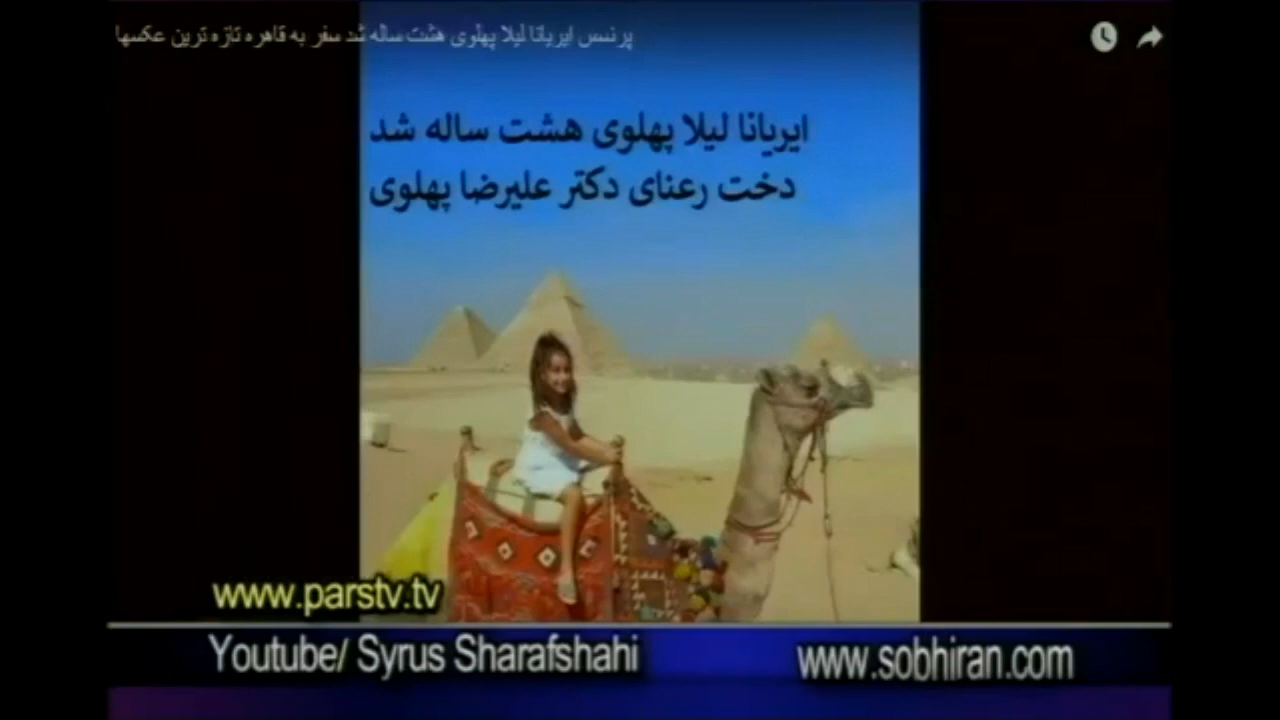 پرنسس ایریانا لیلا پهلوی هشت ساله شد سفر به قاهره تازه ترین عکسها
ایریانا لیلا پهلوی هشت ساله شد
دخت رعنای دکتر علیرضا پهلوی
www.parstv.tv
Youtube/ Syrus Sharafshahi
www.sobhiran.com